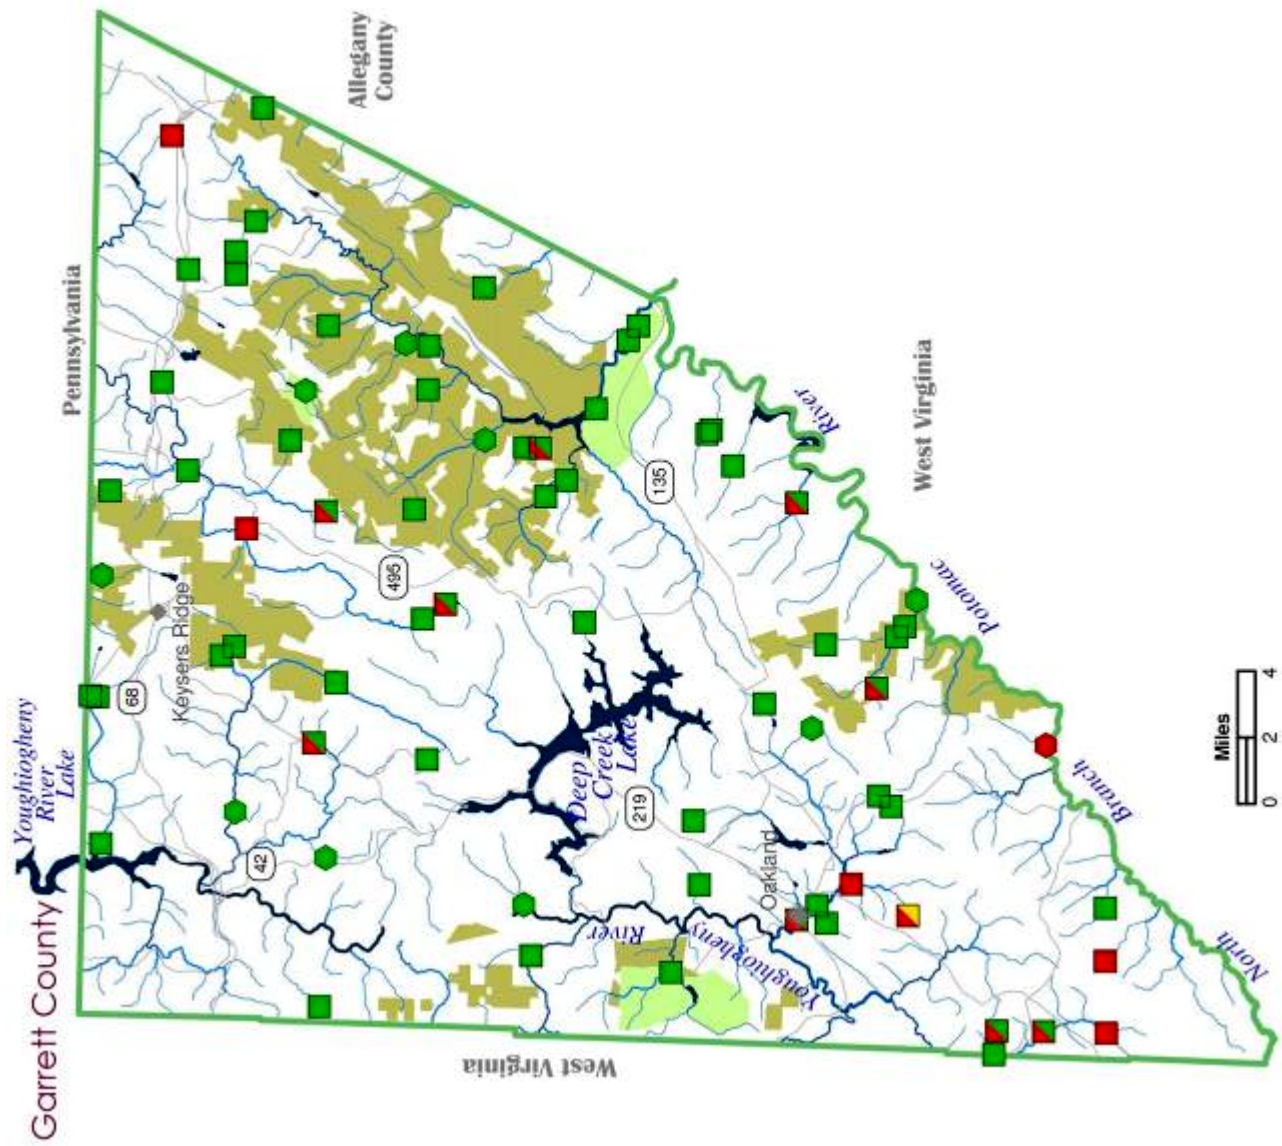 Garrett County
Youghiogheny
River
Lake
Pennsylvania
Allegany
County
68
Keysers Ridge
42
495
135
219
Deep
Creek
Lake
Oakland
Youghiogheny
River
West Virginia
West Virginia
North
Branch
Potomac
River
Miles
0
2
4